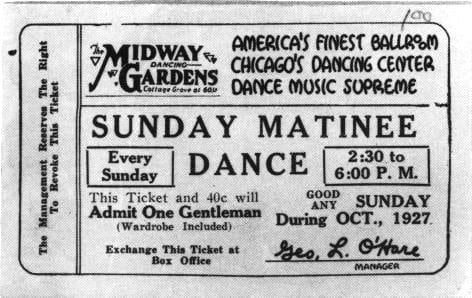 100
The
MIDWAY
DANCING
GARDENS
Cottage Grove at 60th
AMERICA'S FINEST BALLROOM
CHICAGO'S DANCING CENTER
DANCE MUSIC SUPREME
The Management Reserves The Right
To Revoke This Ticket
SUNDAY MATINEE
Every
Sunday
DANCE
2:30 to
6:00 P. M.
This Ticket and 40c will
Admit One Gentleman
(Wardrobe Included)
GOOD
ANY
SUNDAY
During OCT., 1927
Exchange This Ticket at
Box Office
Geo. L. O'Hare
MANAGER